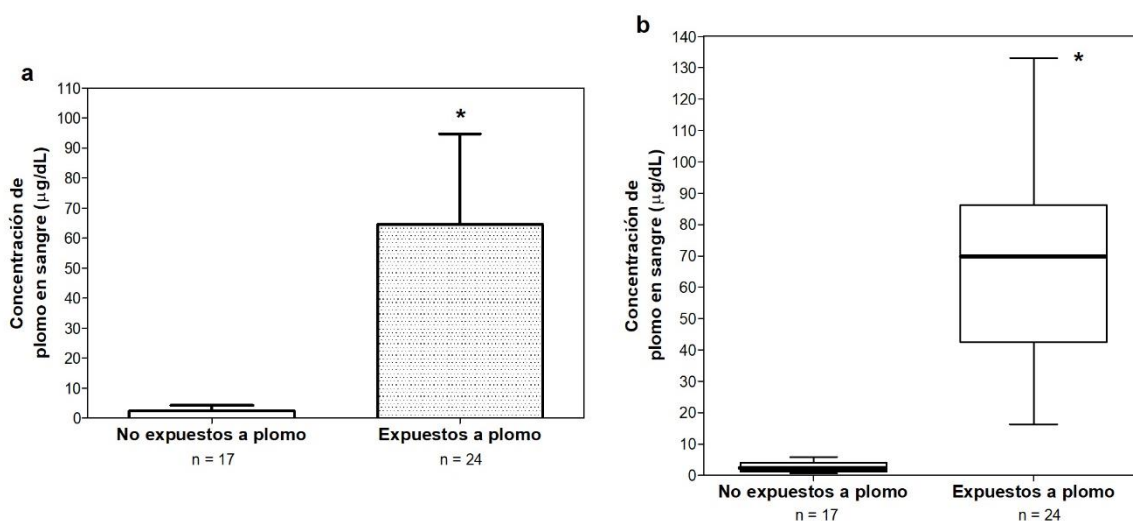 a
Concentración de
plomo en sangre (µg/dL)
110
100
90
80
70
60
50
40
30
20
10
0
*
No expuestos a plomo
n = 17
Expuestos a plomo
n = 24
b
Concentración de
plomo en sangre (µg/dL)
140
130
120
110
100
90
80
70
60
50
40
30
20
10
0
*
No expuestos a plomo
n = 17
Expuestos a plomo
n = 24